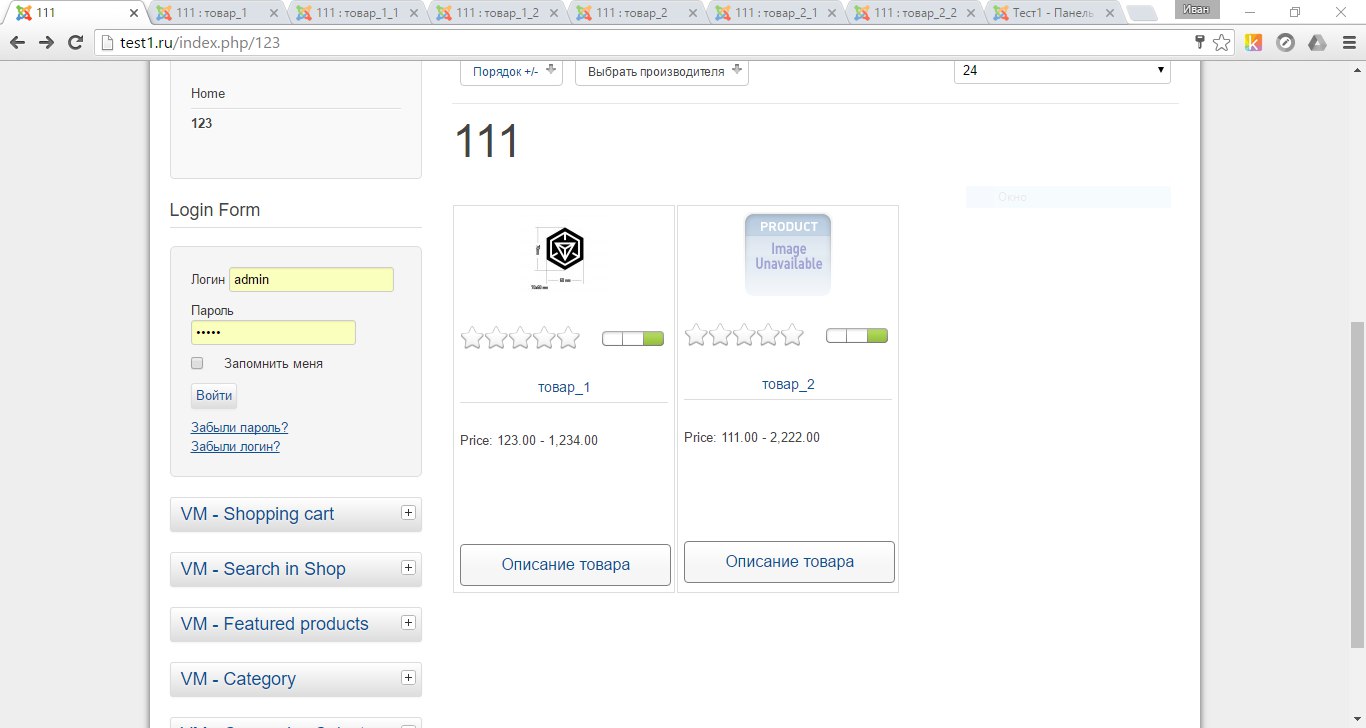 111
111 : товар_1
111 : товар_1_1
111 : товар_1_2
111 : товар_2
111 : товар_2_1
111 : товар_2_2
Тест1 - Панель
Иван
test1.ru/index.php/123
Порядок +/-
Выбрать производителя
24
Home
123
111
Окно
Login Form
Логин admin
Пароль
•••••
Запомнить меня
Войти
Забыли пароль?
Забыли логин?
PRODUCT
Image
Unavailable
товар_1
товар_2
Price: 123.00 - 1,234.00
Price: 111.00 - 2,222.00
Описание товара
Описание товара
VM - Shopping cart
VM - Search in Shop
VM - Featured products
VM - Category